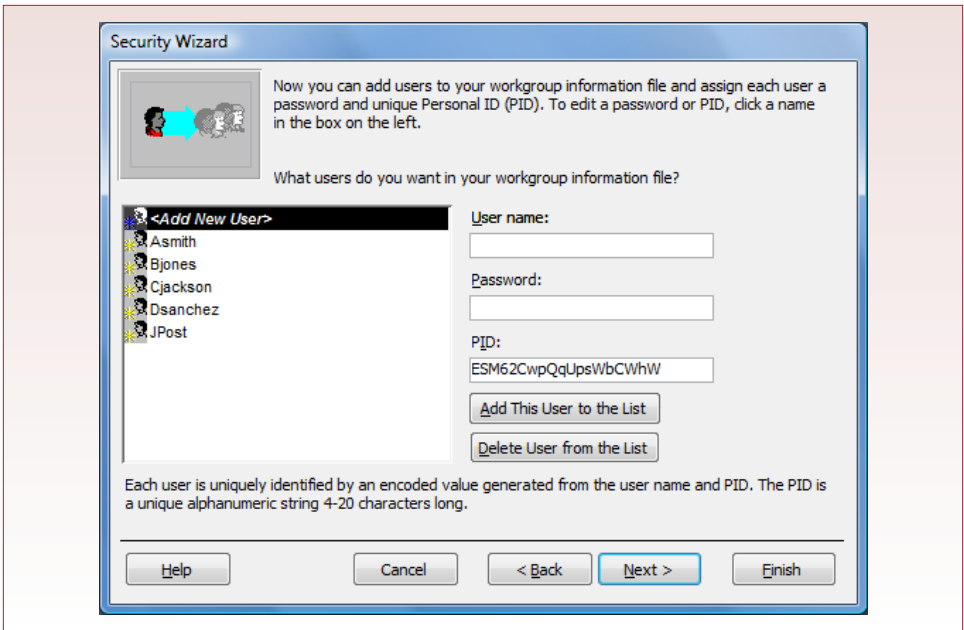 Security Wizard
Now you can add users to your workgroup information file and assign each user a
password and unique Personal ID (PID). To edit a password or PID, click a name
in the box on the left.
What users do you want in your workgroup information file?
<Add New User>
Asmith
Bjones
Cjackson
Dsanchez
JPost
User name:
Password:
PID:
ESM62CwpQqUpsWbCWhW
Add This User to the List
Delete User from the List
Each user is uniquely identified by an encoded value generated from the user name and PID. The PID is
a unique alphanumeric string 4-20 characters long.
Help
Cancel
< Back
Next >
Finish